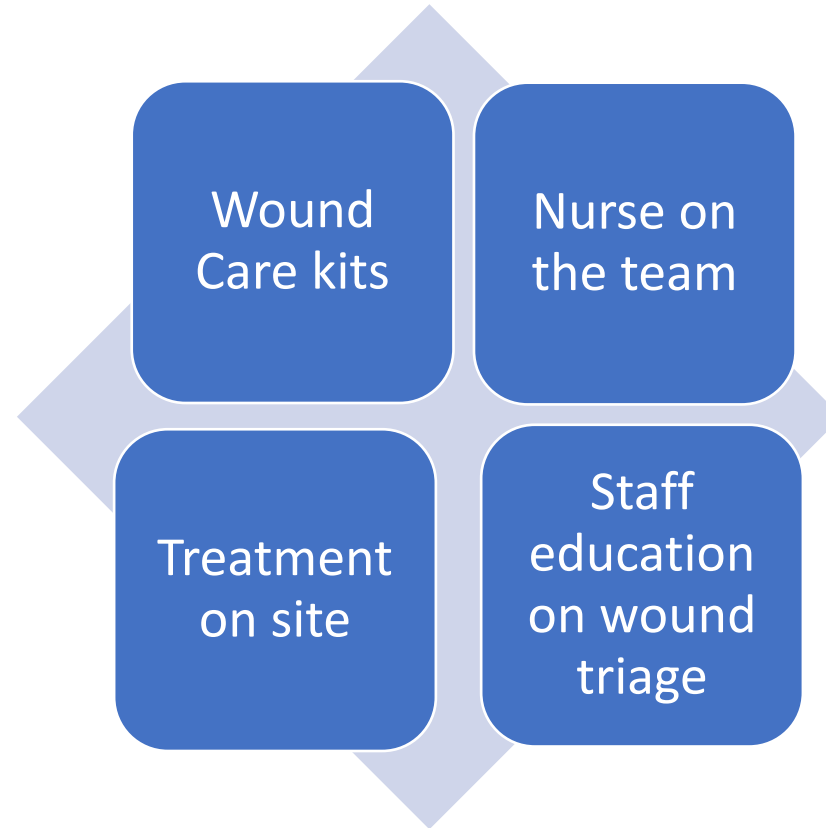 Wound
Care kits
Nurse on
the team
Treatment
on site
Staff
education
on wound
triage